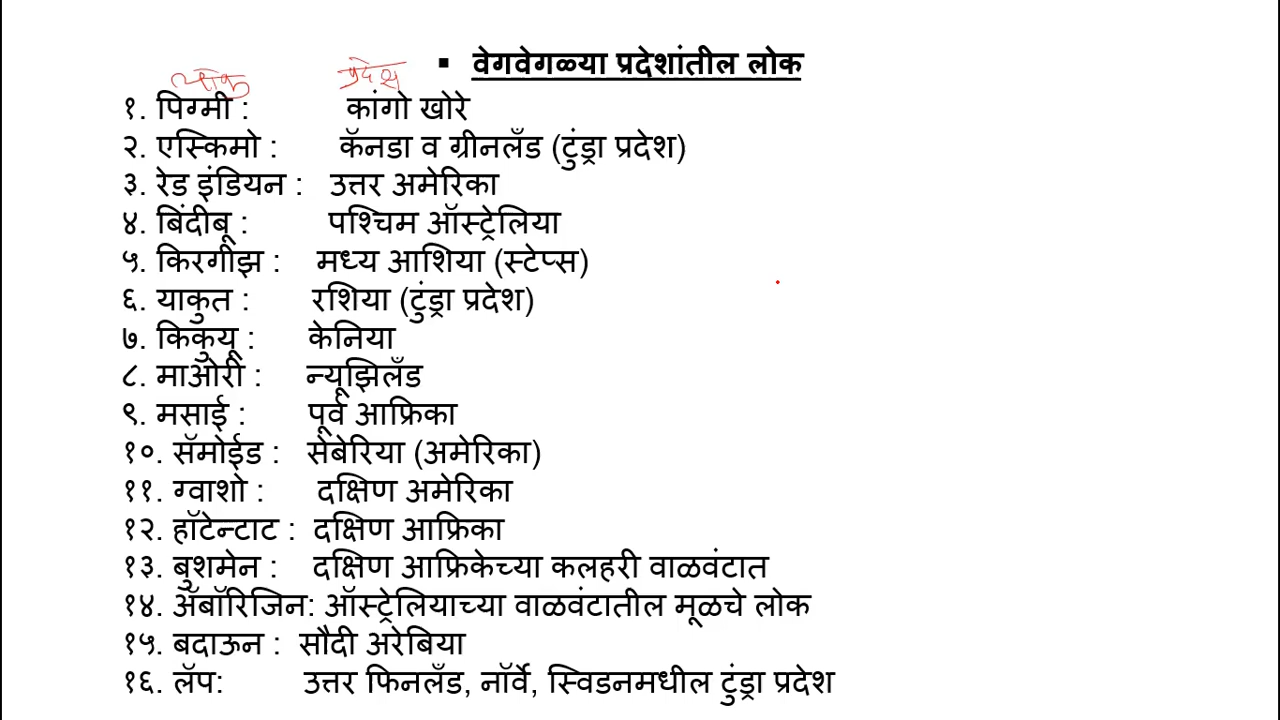 ▪ वेगवेगळ्या प्रदेशांतील लोक
लोक प्रदेश
१. पिग्मी : कांगो खोरे
२. एस्किमो : कॅनडा व ग्रीनलँड (टुंड्रा प्रदेश)
३. रेड इंडियन : उत्तर अमेरिका
४. बिंदीबू : पश्चिम ऑस्ट्रेलिया
५. किरगीझ : मध्य आशिया (स्टेप्स)
६. याकुत : रशिया (टुंड्रा प्रदेश)
७. किकुयू : केनिया
८. माओरी : न्यूझिलँड
९. मसाई : पूर्व आफ्रिका
१०. सॅमोईड : सेबेरिया (अमेरिका)
११. ग्वाशो : दक्षिण अमेरिका
१२. हॉटेन्टाट : दक्षिण आफ्रिका
१३. बुशमेन : दक्षिण आफ्रिकेच्या कलहरी वाळवंटात
१४. ॲबॉरिजिन: ऑस्ट्रेलियाच्या वाळवंटातील मूळचे लोक
१५. बदाऊन : सौदी अरेबिया
१६. लॅप: उत्तर फिनलँड, नॉर्वे, स्विडनमधील टुंड्रा प्रदेश